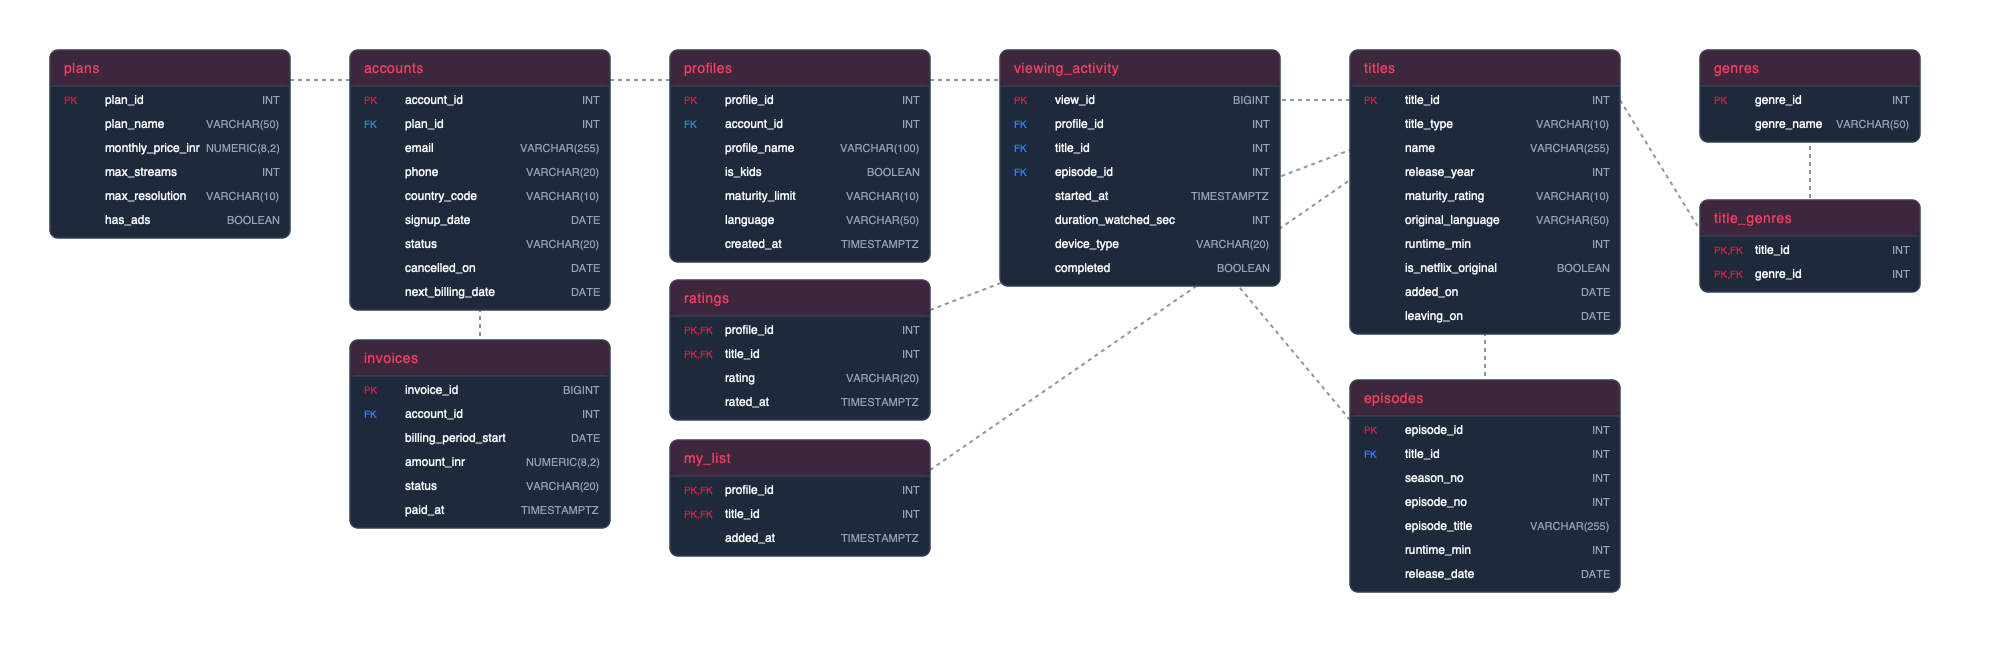 plans
PK plan_id INT
plan_name VARCHAR(50)
monthly_price_inr NUMERIC(8,2)
max_streams INT
max_resolution VARCHAR(10)
has_ads BOOLEAN
accounts
PK account_id INT
FK plan_id INT
email VARCHAR(255)
phone VARCHAR(20)
country_code VARCHAR(10)
signup_date DATE
status VARCHAR(20)
cancelled_on DATE
next_billing_date DATE
invoices
PK invoice_id BIGINT
FK account_id INT
billing_period_start DATE
amount_inr NUMERIC(8,2)
status VARCHAR(20)
paid_at TIMESTAMPTZ
profiles
PK profile_id INT
FK account_id INT
profile_name VARCHAR(100)
is_kids BOOLEAN
maturity_limit VARCHAR(10)
language VARCHAR(50)
created_at TIMESTAMPTZ
ratings
PK,FK profile_id INT
PK,FK title_id INT
rating VARCHAR(20)
rated_at TIMESTAMPTZ
my_list
PK,FK profile_id INT
PK,FK title_id INT
added_at TIMESTAMPTZ
viewing_activity
PK view_id BIGINT
FK profile_id INT
FK title_id INT
FK episode_id INT
started_at TIMESTAMPTZ
duration_watched_sec INT
device_type VARCHAR(20)
completed BOOLEAN
titles
PK title_id INT
title_type VARCHAR(10)
name VARCHAR(255)
release_year INT
maturity_rating VARCHAR(10)
original_language VARCHAR(50)
runtime_min INT
is_netflix_original BOOLEAN
added_on DATE
leaving_on DATE
episodes
PK episode_id INT
FK title_id INT
season_no INT
episode_no INT
episode_title VARCHAR(255)
runtime_min INT
release_date DATE
genres
PK genre_id INT
genre_name VARCHAR(50)
title_genres
PK,FK title_id INT
PK,FK genre_id INT